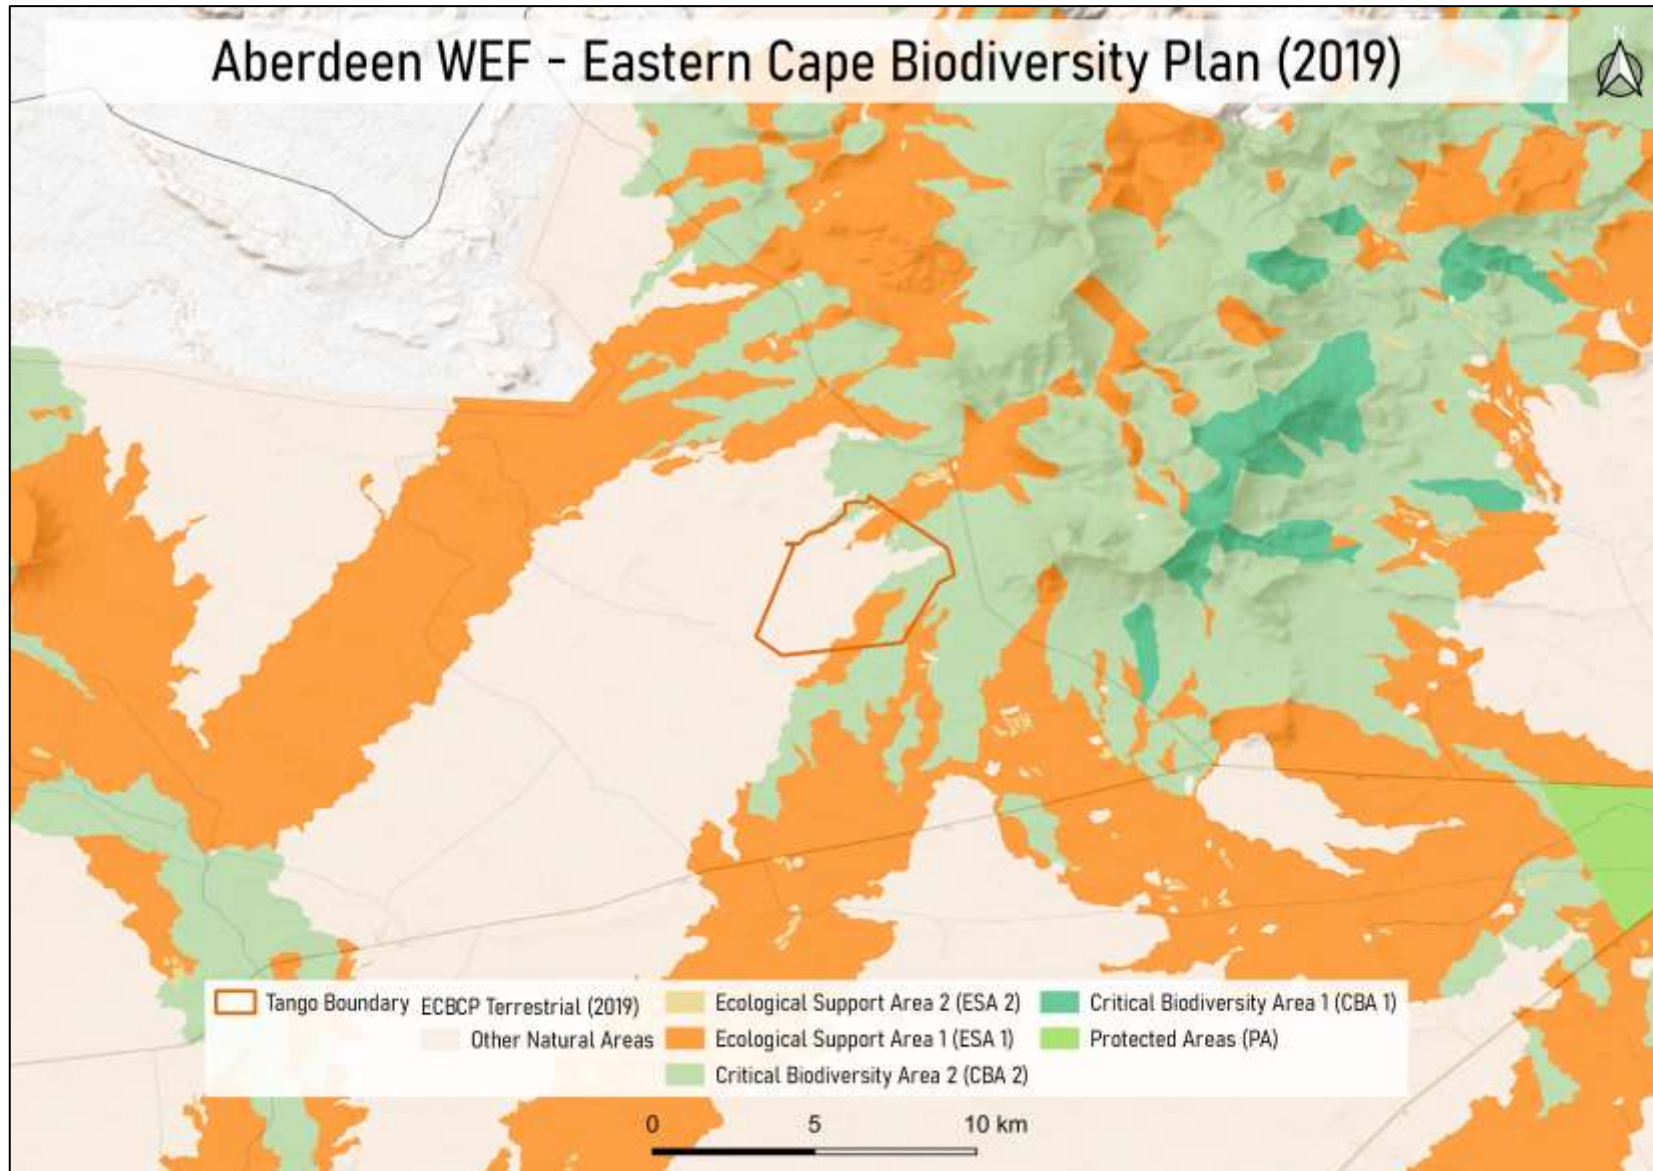 Aberdeen WEF - Eastern Cape Biodiversity Plan (2019)
N
Tango Boundary
ECBCP Terrestrial (2019)
Other Natural Areas
Ecological Support Area 2 (ESA 2)
Ecological Support Area 1 (ESA 1)
Critical Biodiversity Area 2 (CBA 2)
Critical Biodiversity Area 1 (CBA 1)
Protected Areas (PA)
0 5 10 km